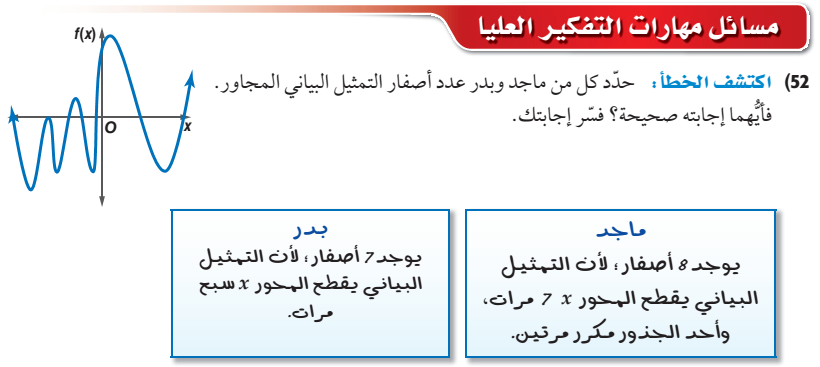 مسائل مهارات التفكير العليا
52) اكتشف الخطأ: حدّد كل من ماجد وبدر عدد أصفار التمثيل البياني المجاور.
فأيُّهما إجابته صحيحة؟ فسّر إجابتك.
f(x)
O
x
ماجد
يوجد 8 أصفار؛ لأن التمثيل
البياني يقطع المحور x 7 مرات،
وأحد الجذور مكرر مرتين.
بدر
يوجد 7 أصفار؛ لأن التمثيل
البياني يقطع المحور x سبع
مرات.